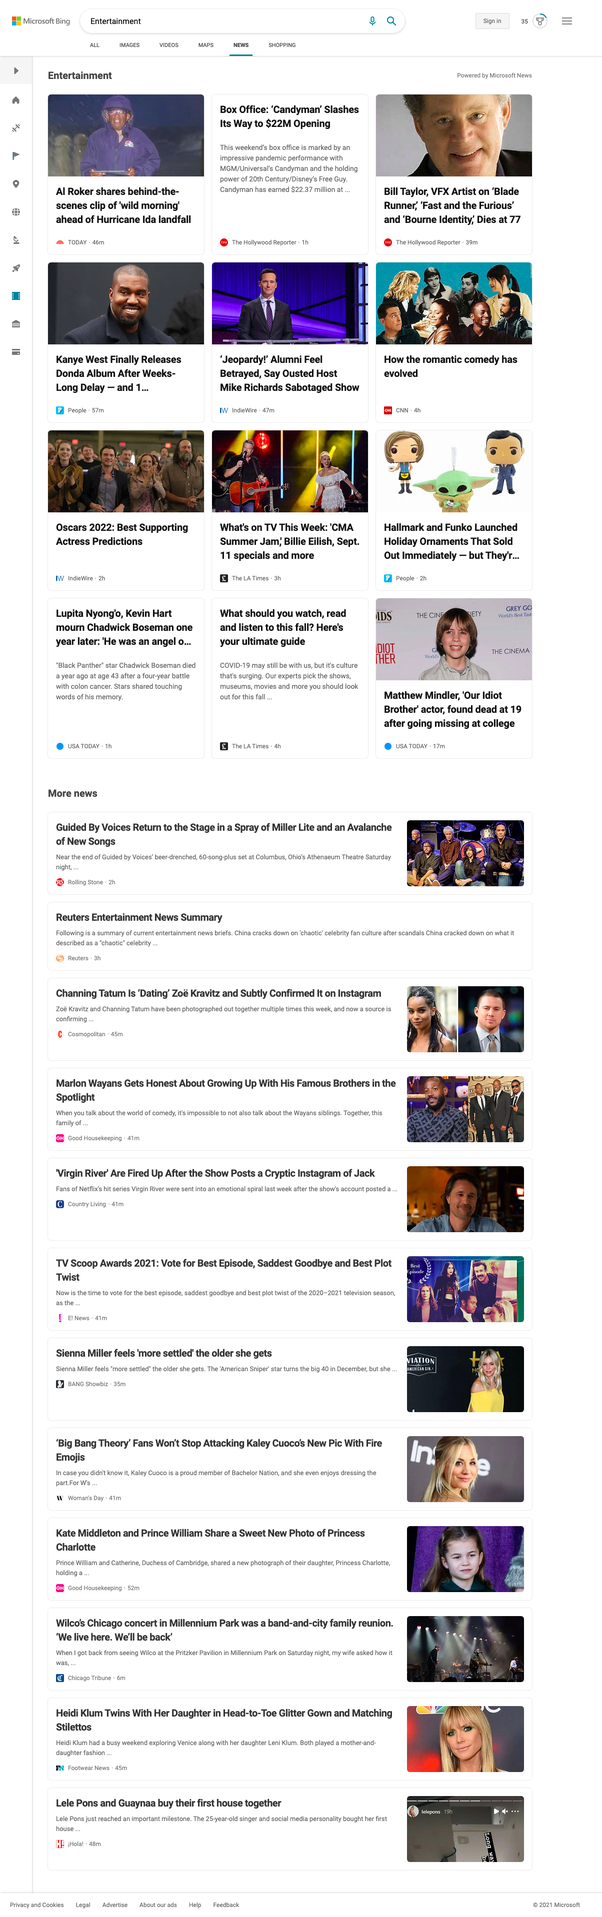 Microsoft Bing
Entertainment
Sign in
35
ALL IMAGES VIDEOS MAPS NEWS SHOPPING
Entertainment
Powered by Microsoft News
Al Roker shares behind-the-
scenes clip of 'wild morning'
ahead of Hurricane Ida landfall
TODAY · 46m
Box Office: ‘Candyman’ Slashes
Its Way to $22M Opening
This weekend's box office is marked by an
impressive pandemic performance with
MGM/Universal's Candyman and the holding
power of 20th Century/Disney's Free Guy.
Candyman has earned $22.37 million at ...
The Hollywood Reporter · 1h
Bill Taylor, VFX Artist on ‘Blade
Runner,’ ‘Fast and the Furious’
and ‘Bourne Identity,’ Dies at 77
The Hollywood Reporter · 39m
Kanye West Finally Releases
Donda Album After Weeks-
Long Delay — and 1...
People · 57m
‘Jeopardy!’ Alumni Feel
Betrayed, Say Ousted Host
Mike Richards Sabotaged Show
IndieWire · 47m
How the romantic comedy has
evolved
CNN · 4h
Oscars 2022: Best Supporting
Actress Predictions
IndieWire · 2h
What's on TV This Week: 'CMA
Summer Jam,' Billie Eilish, Sept.
11 specials and more
The LA Times · 3h
Hallmark and Funko Launched
Holiday Ornaments That Sold
Out Immediately — but They'r...
People · 2h
Lupita Nyong'o, Kevin Hart
mourn Chadwick Boseman one
year later: 'He was an angel o...
"Black Panther" star Chadwick Boseman died
a year ago at age 43 after a four-year battle
with colon cancer. Stars shared touching
words of his memory.
USA TODAY · 1h
What should you watch, read
and listen to this fall? Here's
your ultimate guide
COVID-19 may still be with us, but it's culture
that's surging. Our experts pick the shows,
museums, movies and more you should look
out for this fall ...
The LA Times · 4h
THE CINEMA
Matthew Mindler, 'Our Idiot
Brother' actor, found dead at 19
after going missing at college
USA TODAY · 17m
More news
Guided By Voices Return to the Stage in a Spray of Miller Lite and an Avalanche
of New Songs
Near the end of Guided by Voices' beer-drenched, 60-song-plus set at Columbus, Ohio's Athenaeum Theatre Saturday
night, ...
Rolling Stone · 2h
Reuters Entertainment News Summary
Following is a summary of current entertainment news briefs. China cracks down on 'chaotic' celebrity fan culture after scandals China cracked down on what it
described as a "chaotic" celebrity ...
Reuters · 3h
Channing Tatum Is ‘Dating’ Zoë Kravitz and Subtly Confirmed It on Instagram
Zoë Kravitz and Channing Tatum have been photographed out together multiple times this week, and now a source is
confirming ...
Cosmopolitan · 45m
Marlon Wayans Gets Honest About Growing Up With His Famous Brothers in the
Spotlight
When you talk about the world of comedy, it's impossible to not also talk about the Wayans siblings. Together, this
family of ...
Good Housekeeping · 41m
'Virgin River' Are Fired Up After the Show Posts a Cryptic Instagram of Jack
Fans of Netflix's hit series Virgin River were sent into an emotional spiral last week after the show's account posted a ...
Country Living · 41m
TV Scoop Awards 2021: Vote for Best Episode, Saddest Goodbye and Best Plot
Twist
Now is the time to vote for the best episode, saddest goodbye and best plot twist of the 2020–2021 television season,
as the ...
E! News · 41m
Best
Episode
Sienna Miller feels 'more settled' the older she gets
Sienna Miller feels "more settled" the older she gets. The 'American Sniper' star turns the big 40 in December, but she ...
BANG Showbiz · 35m
‘Big Bang Theory’ Fans Won’t Stop Attacking Kaley Cuoco’s New Pic With Fire
Emojis
In case you didn't know it, Kaley Cuoco is a proud member of Bachelor Nation, and she even enjoys dressing the
part.For W's ...
Woman's Day · 41m
Kate Middleton and Prince William Share a Sweet New Photo of Princess
Charlotte
Prince William and Catherine, Duchess of Cambridge, shared a new photograph of their daughter, Princess Charlotte,
holding a ...
Good Housekeeping · 52m
Wilco’s Chicago concert in Millennium Park was a band-and-city family reunion.
‘We live here. We’ll be back’
When I got back from seeing Wilco at the Pritzker Pavilion in Millennium Park on Saturday night, my wife asked how it
was, ...
Chicago Tribune · 6m
Heidi Klum Twins With Her Daughter in Head-to-Toe Glitter Gown and Matching
Stilettos
Heidi Klum had a busy weekend exploring Venice along with her daughter Leni Klum. Both played a mother-and-
daughter fashion ...
Footwear News · 45m
Lele Pons and Guaynaa buy their first house together
Lele Pons just reached an important milestone. The 25-year-old singer and social media personality bought her first
house ...
¡Hola! · 48m
lelepons
Privacy and Cookies Legal Advertise About our ads Help Feedback
© 2021 Microsoft